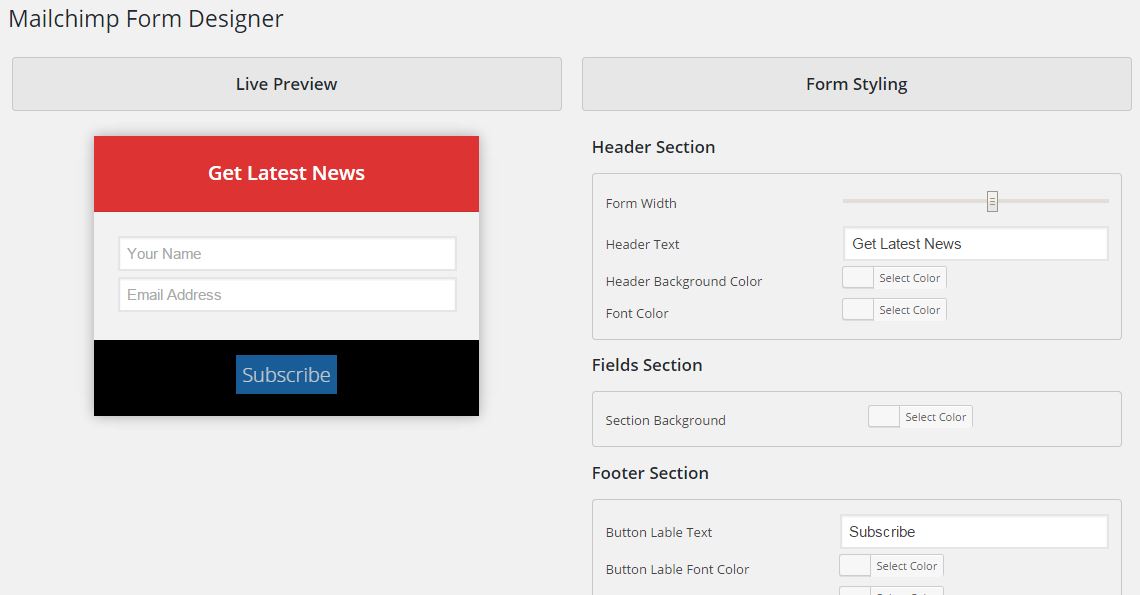 Mailchimp Form Designer
Live Preview
Get Latest News
Your Name
Email Address
Subscribe
Form Styling
Header Section
Form Width
Header Text Get Latest News
Header Background Color Select Color
Font Color Select Color
Fields Section
Section Background Select Color
Footer Section
Button Lable Text Subscribe
Button Lable Font Color Select Color